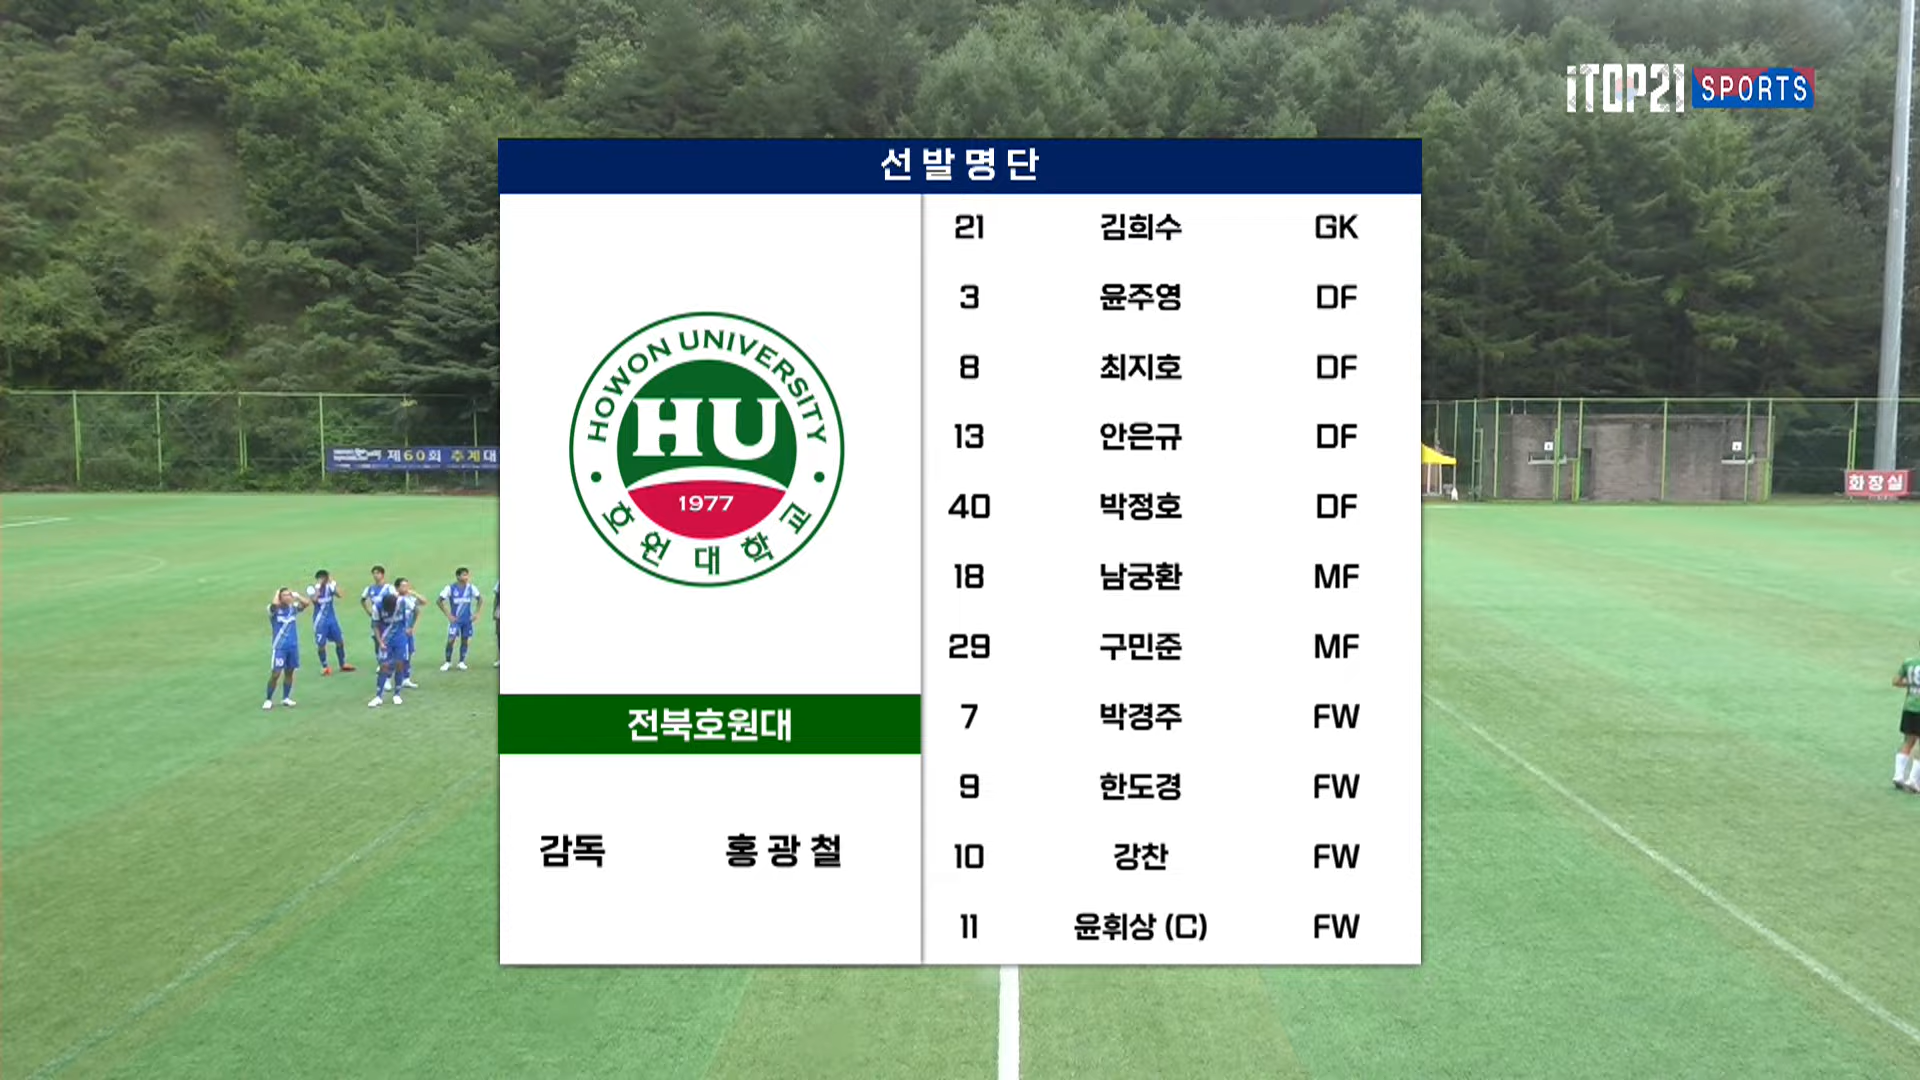 iTOP21 SPORTS
선발명단
HOWON UNIVERSITY
HU
1977
호원대학교
전북호원대
감독 홍광철
21 김희수 GK
3 윤주영 DF
8 최지호 DF
13 안은규 DF
40 박정호 DF
18 남궁환 MF
29 구민준 MF
7 박경주 FW
9 한도경 FW
10 강찬 FW
11 윤휘상 (C) FW
제60회 추계대
화장실